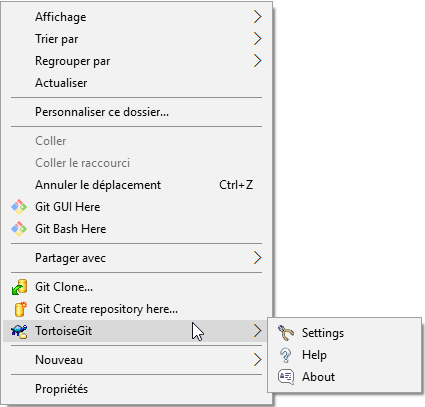 Affichage
Trier par
Regrouper par
Actualiser
Personnaliser ce dossier...
Coller
Coller le raccourci
Annuler le déplacement Ctrl+Z
Git GUI Here
Git Bash Here
Partager avec
Git Clone...
Git Create repository here...
TortoiseGit
Settings
Help
About
Nouveau
Propriétés